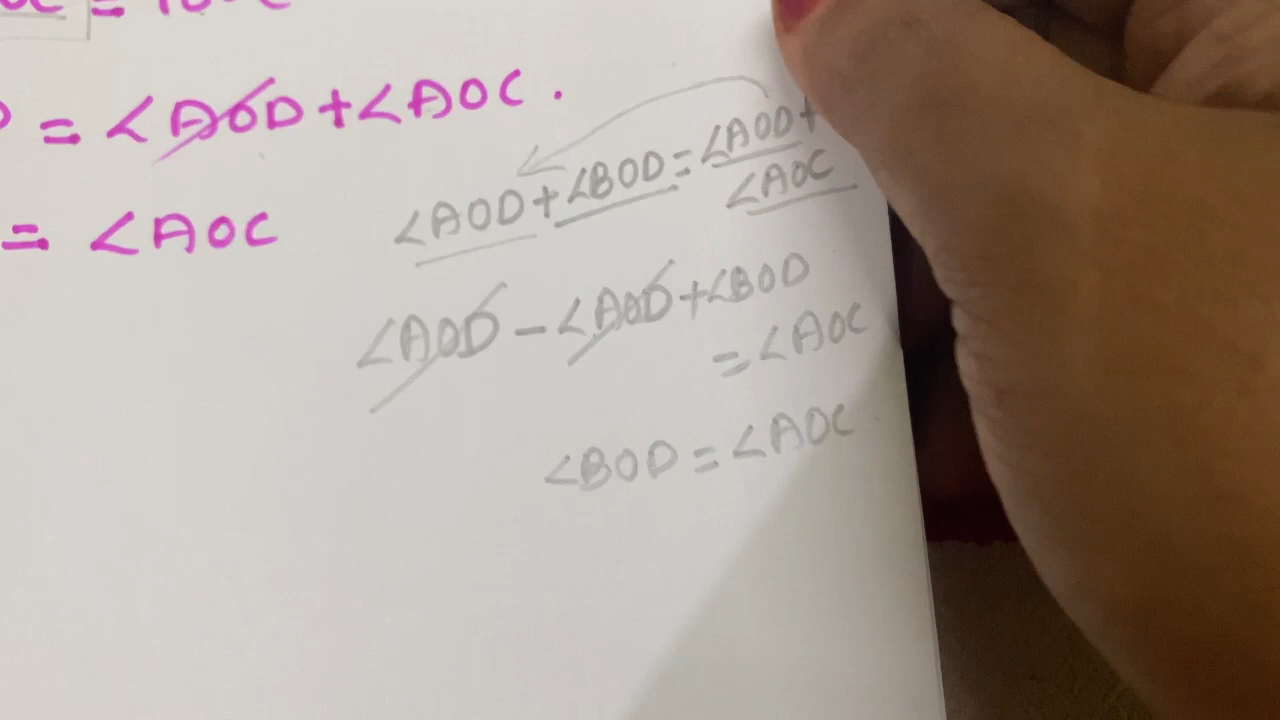 = ∠AOD + ∠AOC.
= ∠AOC
∠AOD + ∠BOD = ∠AOD +
∠AOC
∠AOD - ∠AOD + ∠BOD
= ∠AOC
∠BOD = ∠AOC